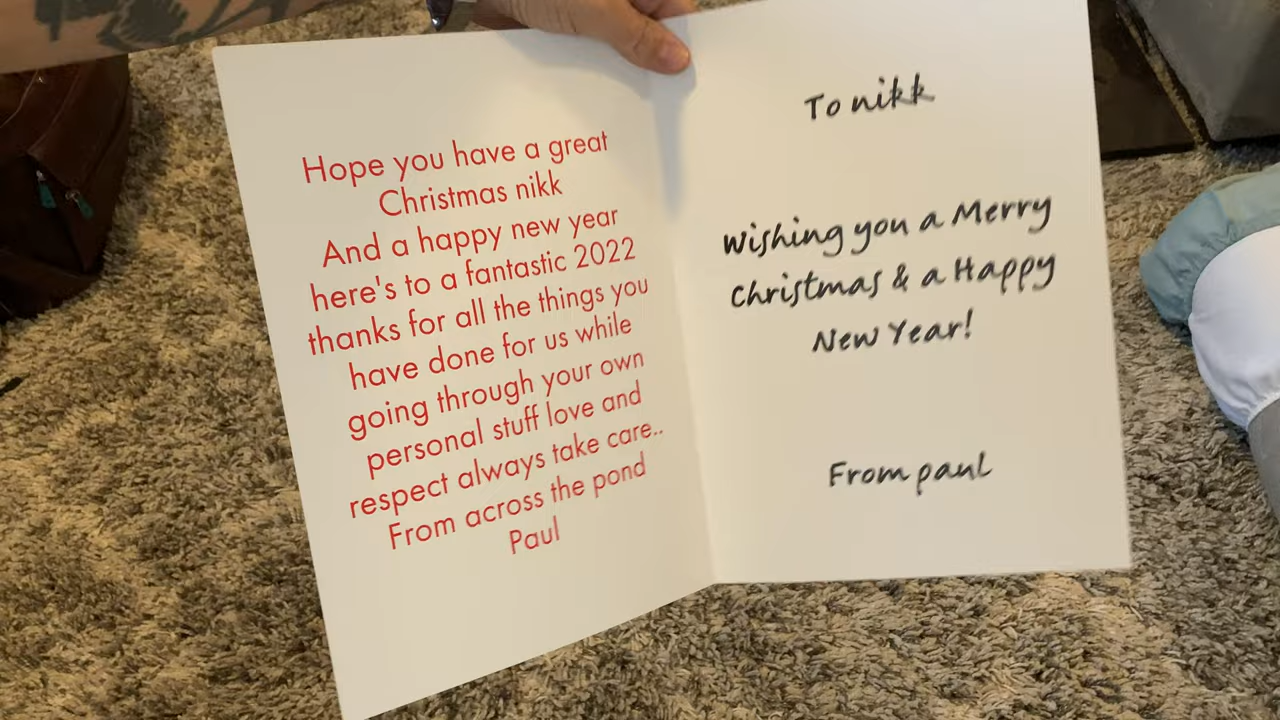 Hope you have a great
Christmas nikk
And a happy new year
here's to a fantastic 2022
thanks for all the things you
have done for us while
going through your own
personal stuff love and
respect always take care..
From across the pond
Paul
To nikk
Wishing you a Merry
Christmas & a Happy
New Year!
From paul